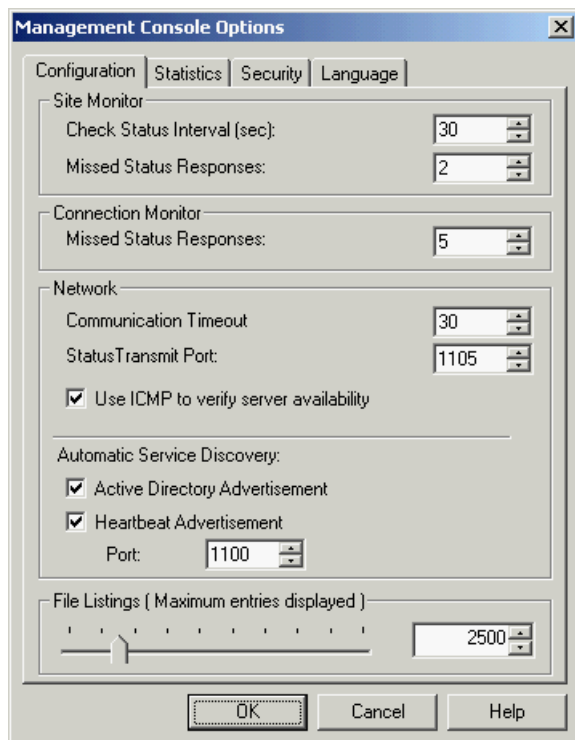 Management Console Options
Configuration Statistics Security Language
Site Monitor
Check Status Interval (sec): 30
Missed Status Responses: 2
Connection Monitor
Missed Status Responses: 5
Network
Communication Timeout 30
StatusTransmit Port: 1105
Use ICMP to verify server availability
Automatic Service Discovery:
Active Directory Advertisement
Heartbeat Advertisement
Port: 1100
File Listings ( Maximum entries displayed )
2500
OK Cancel Help